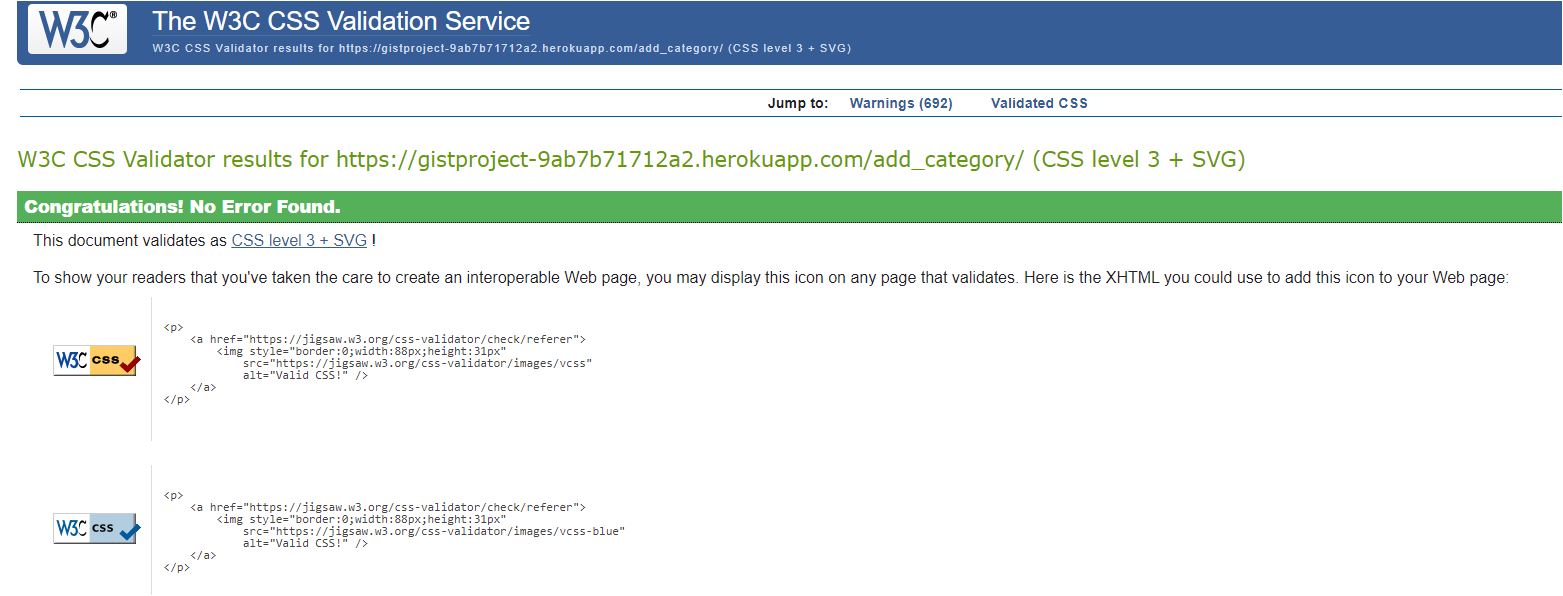 W3C®
The W3C CSS Validation Service
W3C CSS Validator results for https://gistproject-9ab7b71712a2.herokuapp.com/add_category/ (CSS level 3 + SVG)
Jump to: Warnings (692) Validated CSS
W3C CSS Validator results for https://gistproject-9ab7b71712a2.herokuapp.com/add_category/ (CSS level 3 + SVG)
Congratulations! No Error Found.
This document validates as CSS level 3 + SVG !
To show your readers that you've taken the care to create an interoperable Web page, you may display this icon on any page that validates. Here is the XHTML you could use to add this icon to your Web page:
W3C css
<p>
<a href="https://jigsaw.w3.org/css-validator/check/referer">
<img style="border:0;width:88px;height:31px"
src="https://jigsaw.w3.org/css-validator/images/vcss"
alt="Valid CSS!" />
</a>
</p>
W3C css
<p>
<a href="https://jigsaw.w3.org/css-validator/check/referer">
<img style="border:0;width:88px;height:31px"
src="https://jigsaw.w3.org/css-validator/images/vcss-blue"
alt="Valid CSS!" />
</a>
</p>